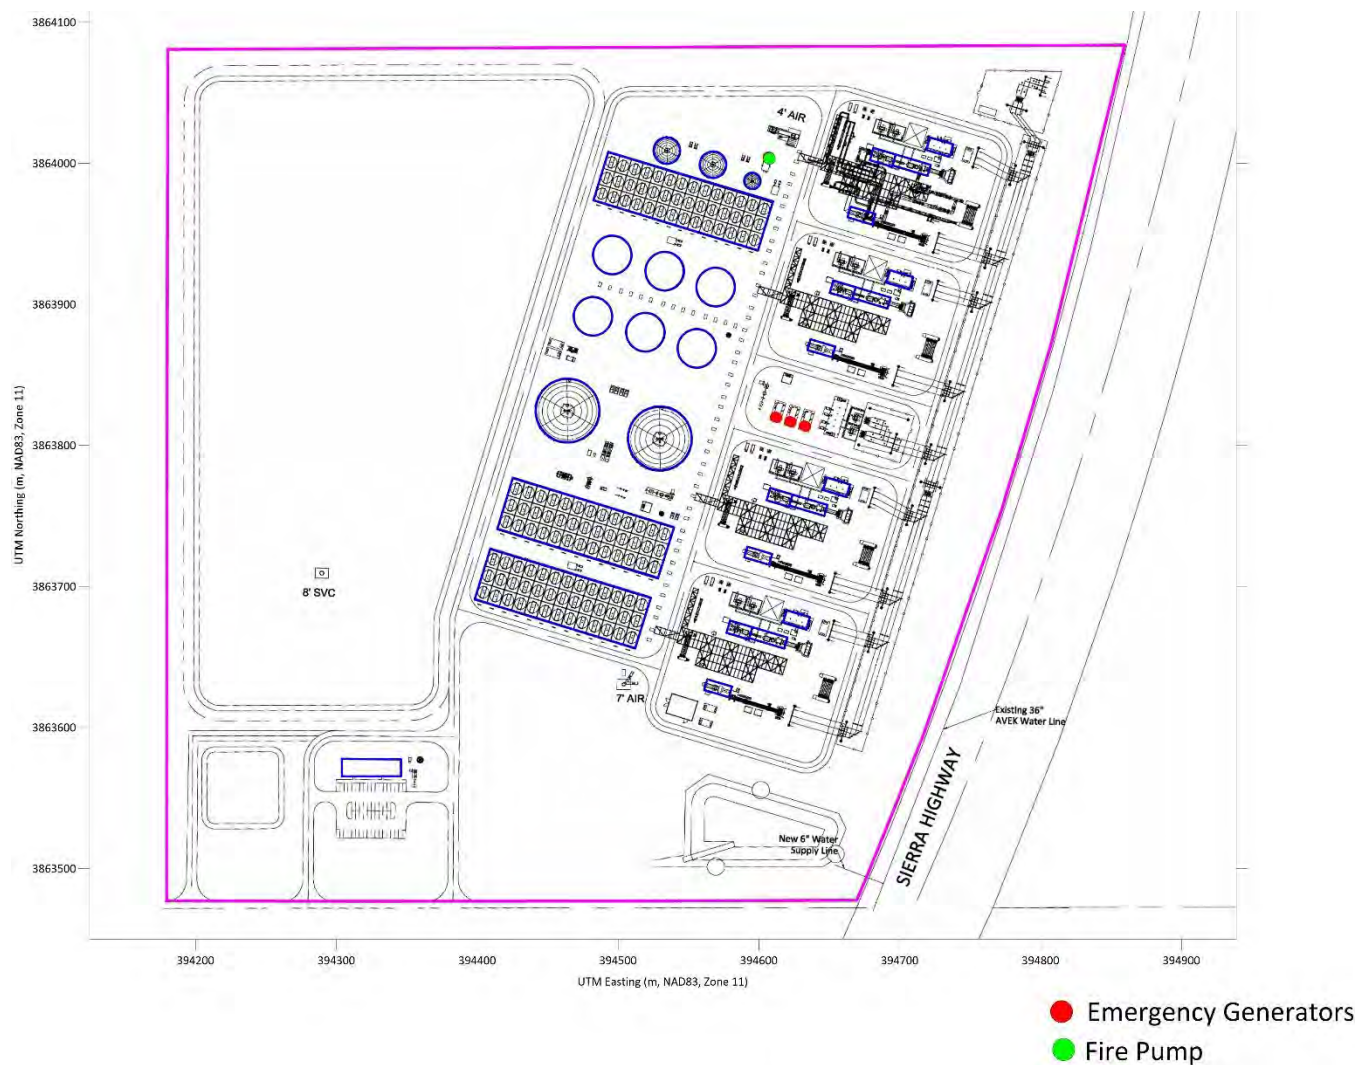 3864100
3864000
3863900
3863800
3863700
3863600
3863500
UTM Northing (m, NAD83, Zone 11)
4' AIR
8' SVC
7' AIR
Existing 36"
AVEK Water Line
SIERRA HIGHWAY
New 6" Water
Supply Line
394200
394300
394400
394500
394600
394700
394800
394900
UTM Easting (m, NAD83, Zone 11)
Emergency Generators
Fire Pump